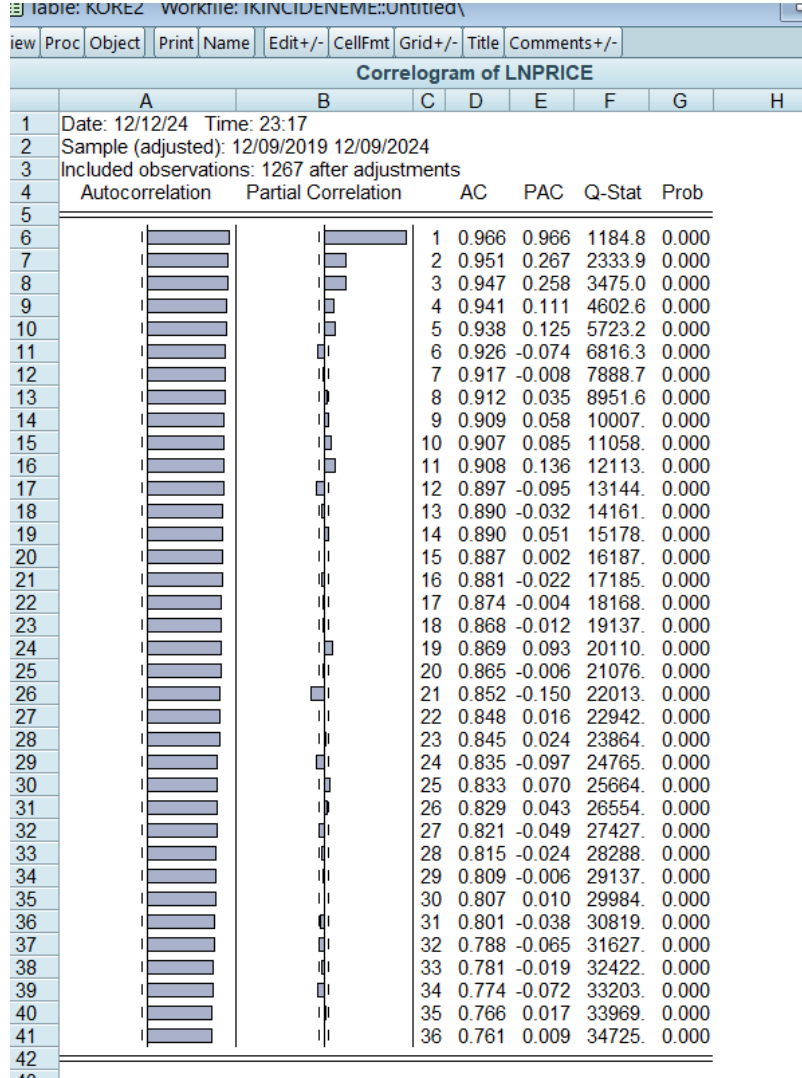 Table: KORE2 Workfile: IKINCIDENEME::Untitled\
iew Proc Object Print Name Edit+/- CellFmt Grid+/- Title Comments+/-
Correlogram of LNPRICE
A B C D E F G H
1 Date: 12/12/24 Time: 23:17
2 Sample (adjusted): 12/09/2019 12/09/2024
3 Included observations: 1267 after adjustments
4 Autocorrelation Partial Correlation AC PAC Q-Stat Prob
5
6 1 0.966 0.966 1184.8 0.000
7 2 0.951 0.267 2333.9 0.000
8 3 0.947 0.258 3475.0 0.000
9 4 0.941 0.111 4602.6 0.000
10 5 0.938 0.125 5723.2 0.000
11 6 0.926 -0.074 6816.3 0.000
12 7 0.917 -0.008 7888.7 0.000
13 8 0.912 0.035 8951.6 0.000
14 9 0.909 0.058 10007. 0.000
15 10 0.907 0.085 11058. 0.000
16 11 0.908 0.136 12113. 0.000
17 12 0.897 -0.095 13144. 0.000
18 13 0.890 -0.032 14161. 0.000
19 14 0.890 0.051 15178. 0.000
20 15 0.887 0.002 16187. 0.000
21 16 0.881 -0.022 17185. 0.000
22 17 0.874 -0.004 18168. 0.000
23 18 0.868 -0.012 19137. 0.000
24 19 0.869 0.093 20110. 0.000
25 20 0.865 -0.006 21076. 0.000
26 21 0.852 -0.150 22013. 0.000
27 22 0.848 0.016 22942. 0.000
28 23 0.845 0.024 23864. 0.000
29 24 0.835 -0.097 24765. 0.000
30 25 0.833 0.070 25664. 0.000
31 26 0.829 0.043 26554. 0.000
32 27 0.821 -0.049 27427. 0.000
33 28 0.815 -0.024 28288. 0.000
34 29 0.809 -0.006 29137. 0.000
35 30 0.807 0.010 29984. 0.000
36 31 0.801 -0.038 30819. 0.000
37 32 0.788 -0.065 31627. 0.000
38 33 0.781 -0.019 32422. 0.000
39 34 0.774 -0.072 33203. 0.000
40 35 0.766 0.017 33969. 0.000
41 36 0.761 0.009 34725. 0.000
42